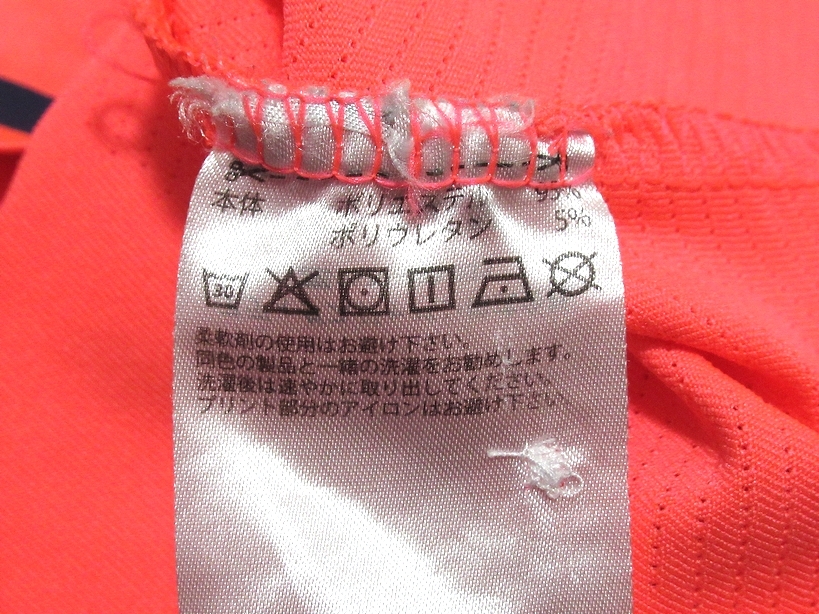 本体 ポリエステル 95%
ポリウレタン 5%
30
柔軟剤の使用はお避け下さい。
同色の製品と一緒の洗濯をお勧めします。
洗濯後は速やかに取り出してください。
プリント部分のアイロンはお避け下さい。